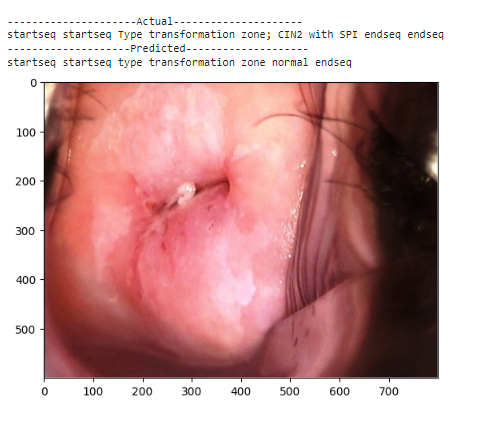 --------------------Actual--------------------
startseq startseq Type transformation zone; CIN2 with SPI endseq endseq
-------------------Predicted-------------------
startseq startseq type transformation zone normal endseq
0
100
200
300
400
500
0 100 200 300 400 500 600 700